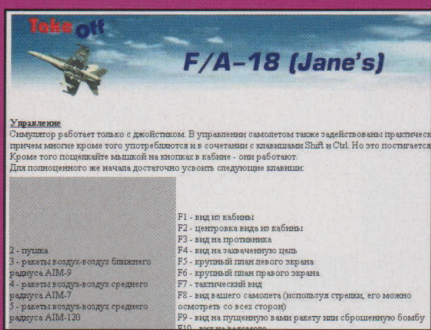 Take Off
F/A-18 (Jane's)
Управление
Симулятор работает только с джойстиком. В управлении самолетом также задействованы практическ
причем многие кроме того употребляются и в сочетании с клавишами Shift и Ctrl. Но это постигается
Кроме того пощелкайте мышкой на кнопках в кабине - они работают.
Для полноценного же начала достаточно усвоить следующие клавиши:
2 - пушка
3 - ракеты воздух-воздух ближнего
радиуса AIM-9
4 - ракеты воздух-воздух среднего
радиуса AIM-7
5 - ракеты воздух-воздух среднего
радиуса AIM-120
F1 - вид из кабины
F2 - центровка вида из кабины
F3 - вид на противника
F4 - вид на захваченную цель
F5 - крупный план левого экрана
F6 - крупный план правого экрана
F7 - тактический вид
F8 - вид вашего самолета (используя стрелки, его можно
осмотреть со всех сторон)
F9 - вид на пущенную вами ракету или сброшенную бомбу
F10 - вид на ведомого